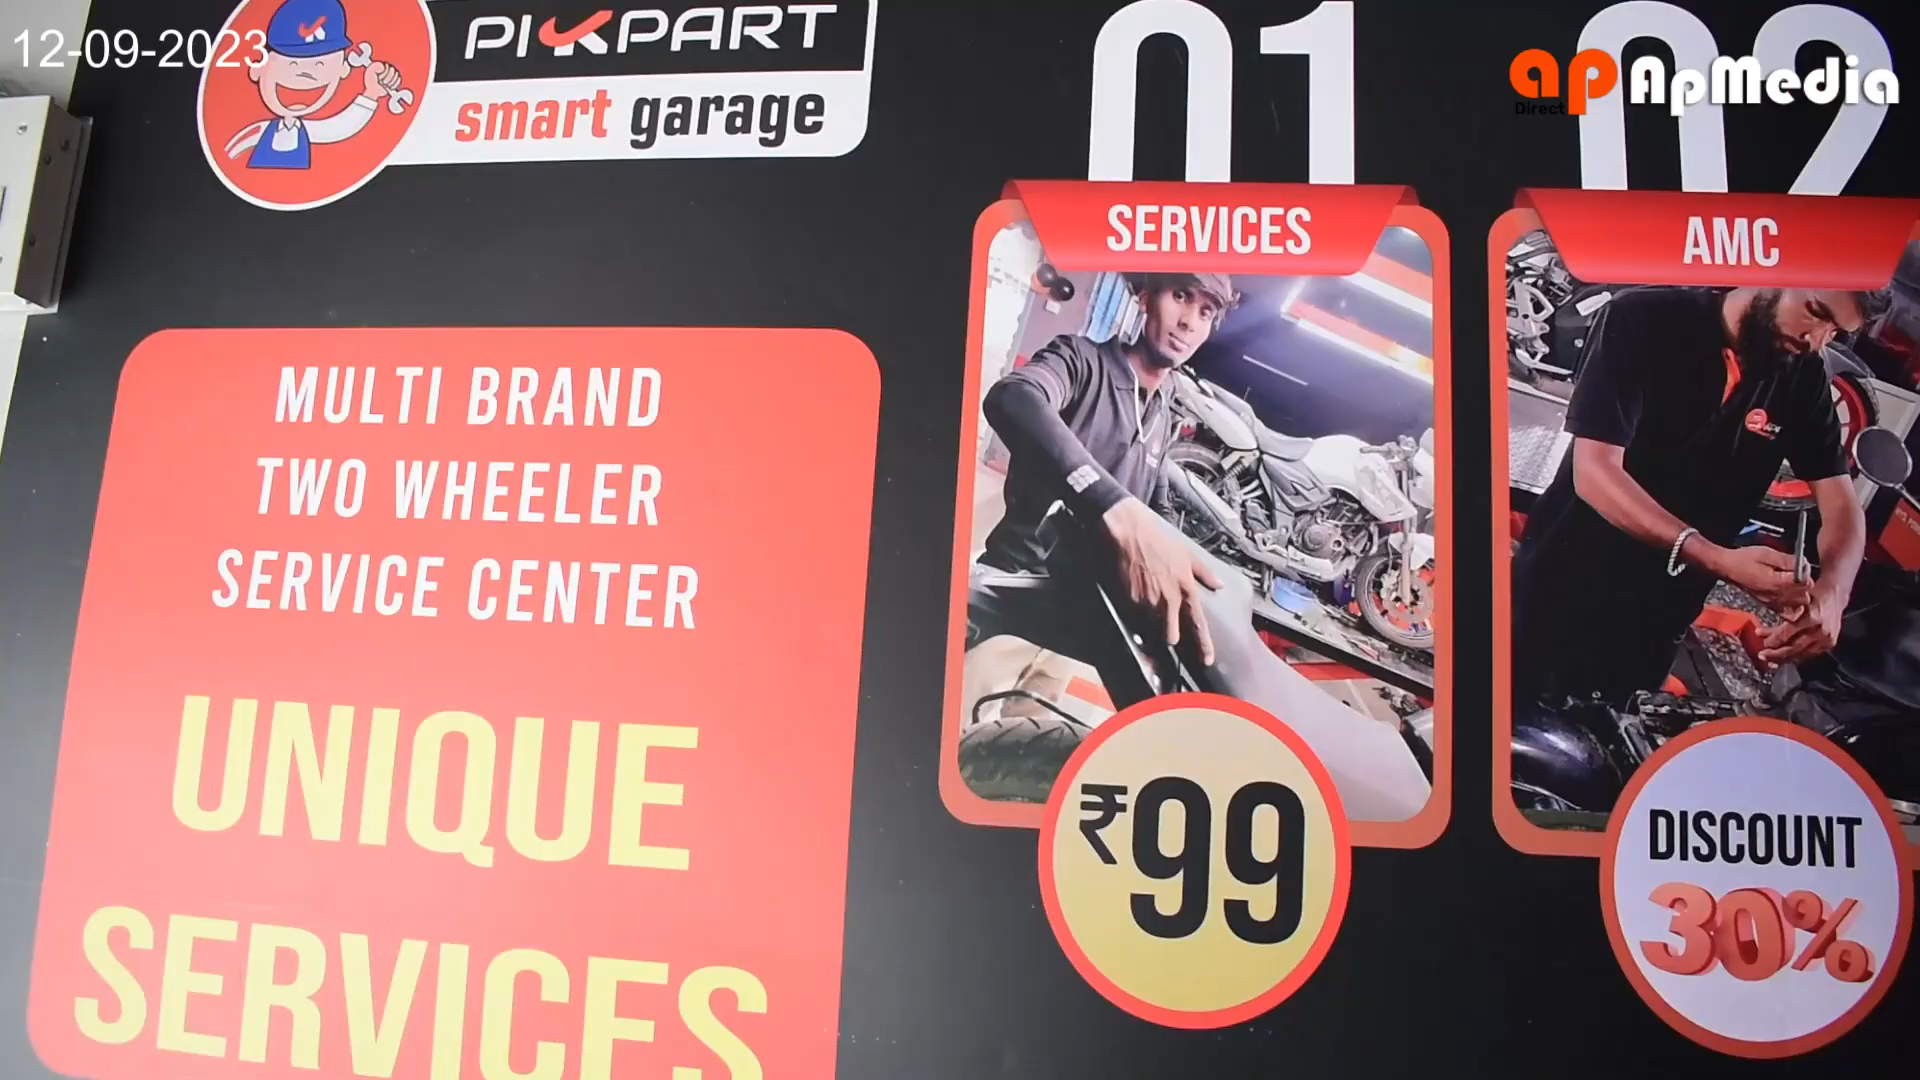 12-09-2023
PIKPART
smart garage
MULTI BRAND
TWO WHEELER
SERVICE CENTER
UNIQUE
SERVICES
01
SERVICES
₹99
02
AMC
DISCOUNT
30%
ap
Direct
ApMedia